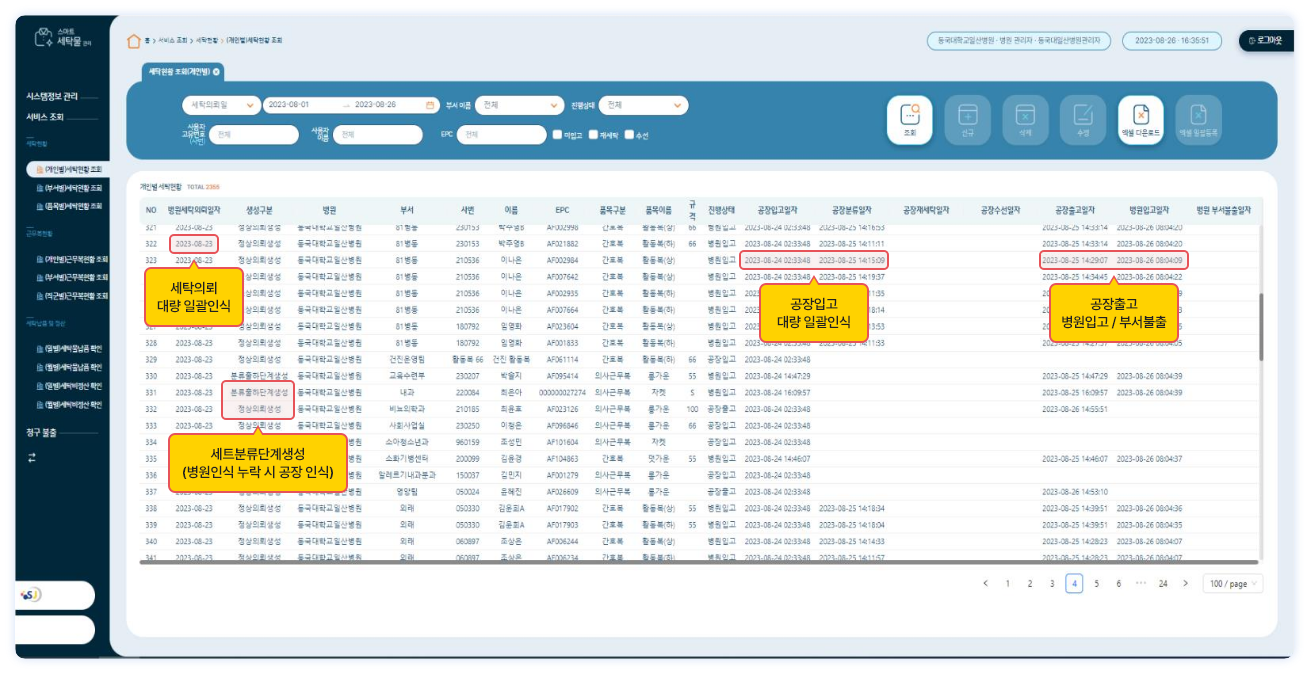 스마트
세탁물 관리
홈 > 서비스 조회 > 세탁현황 > (개인별)세탁현황 조회
동국대학교일산병원 · 병원 관리자 · 동국대일산병원관리자
2023-08-26 · 16:35:51
로그아웃
세탁현황 조회(개인별)
시스템정보 관리
서비스 조회
세탁현황
(개인별)세탁현황 조회
(부서별)세탁현황 조회
(품목별)세탁현황 조회
근무복현황
(개인별)근무복현황 조회
(부서별)근무복현황 조회
(직군별)근무복현황 조회
세탁납품 및 정산
(일별)세탁물납품 확인
(월별)세탁물납품 확인
(일별)세탁비정산 확인
(월별)세탁비정산 확인
청구 불출
세탁의뢰일
2023-08-01 → 2023-08-26
부서 이름 전체
진행상태 전체
사용자
고유번호
(사번)
전체
사용자
이름
전체
EPC 전체
미입고 재세탁 수선
조회 신규 삭제 수정 엑셀 다운로드 엑셀 일괄등록
개인별 세탁현황 TOTAL 2355
NO 병원세탁의뢰일자 생성구분 병원 부서 사번 이름 EPC 품목구분 품목이름 규격 진행상태 공장입고일자 공장분류일자 공장재세탁일자 공장수선일자 공장출고일자 병원입고일자 병원 부서불출일자
321 2023-08-23 정상의뢰생성 동국대학교일산병원 81병동 230153 박주영B AF002998 간호복 활동복(상) 66 병원입고 2023-08-24 02:33:48 2023-08-25 14:16:53 2023-08-25 14:33:14 2023-08-26 08:04:20
322 2023-08-23 정상의뢰생성 동국대학교일산병원 81병동 230153 박주영B AF021882 간호복 활동복(하) 66 병원입고 2023-08-24 02:33:48 2023-08-25 14:11:11 2023-08-25 14:33:14 2023-08-26 08:04:20
323 2023-08-23 정상의뢰생성 동국대학교일산병원 81병동 210536 이나은 AF002984 간호복 활동복(상) 병원입고 2023-08-24 02:33:48 2023-08-25 14:15:09 2023-08-25 14:29:07 2023-08-26 08:04:09
정상의뢰생성 동국대학교일산병원 81병동 210536 이나은 AF007642 간호복 활동복(상) 병원입고 2023-08-24 02:33:48 2023-08-25 14:19:37 2023-08-25 14:34:45 2023-08-26 08:04:22
정상의뢰생성 동국대학교일산병원 81병동 210536 이나은 AF002935 간호복 활동복(하) 병원입고
정상의뢰생성 동국대학교일산병원 81병동 210536 이나은 AF007664 간호복 활동복(하) 병원입고
정상의뢰생성 동국대학교일산병원 81병동 180792 임영화 AF023604 간호복 활동복(상) 병원입고
328 2023-08-23 정상의뢰생성 동국대학교일산병원 81병동 180792 임영화 AF001833 간호복 활동복(하) 병원입고
329 2023-08-23 정상의뢰생성 동국대학교일산병원 건진운영팀 활동복 66 건진 활동복 AF061114 간호복 활동복(하) 66 공장입고 2023-08-24 02:33:48
330 2023-08-23 분류출하단계생성 동국대학교일산병원 교육수련부 230207 박율지 AF095414 의사근무복 롱가운 55 병원입고 2023-08-24 14:47:29 2023-08-25 14:47:29 2023-08-26 08:04:39
331 2023-08-23 분류출하단계생성 동국대학교일산병원 내과 220084 최은아 000000027274 의사근무복 자켓 S 병원입고 2023-08-24 16:09:57 2023-08-25 16:09:57 2023-08-26 08:04:39
332 2023-08-23 정상의뢰생성 동국대학교일산병원 비뇨의학과 210185 최윤표 AF023126 의사근무복 롱가운 100 공장출고 2023-08-24 02:33:48 2023-08-26 14:55:51
333 2023-08-23 정상의뢰생성 동국대학교일산병원 사회사업실 230250 이정은 AF096846 의사근무복 롱가운 66 공장입고 2023-08-24 02:33:48
334 병원 소아청소년과 960159 조성민 AF101604 의사근무복 자켓 공장입고 2023-08-24 02:33:48
335 병원 소화기병센터 200099 김윤경 AF104863 간호복 덧가운 55 병원입고 2023-08-24 14:46:07 2023-08-25 14:46:07 2023-08-26 08:04:37
336 병원 알레르기내과분과 150037 김민지 AF001279 의사근무복 롱가운 공장입고 2023-08-24 02:33:48
337 2023-08-23 정상의뢰생성 동국대학교일산병원 영양팀 050024 윤혜진 AF026609 의사근무복 롱가운 공장출고 2023-08-24 02:33:48 2023-08-26 14:53:10
338 2023-08-23 정상의뢰생성 동국대학교일산병원 외래 050330 김윤희A AF017902 간호복 활동복(상) 55 병원입고 2023-08-24 02:33:48 2023-08-25 14:18:34 2023-08-25 14:39:51 2023-08-26 08:04:36
339 2023-08-23 정상의뢰생성 동국대학교일산병원 외래 050330 김윤희A AF017903 간호복 활동복(하) 55 병원입고 2023-08-24 02:33:48 2023-08-25 14:18:04 2023-08-25 14:39:51 2023-08-26 08:04:35
340 2023-08-23 정상의뢰생성 동국대학교일산병원 외래 060897 조상은 AF006244 간호복 활동복(상) 병원입고 2023-08-24 02:33:48 2023-08-25 14:14:33 2023-08-25 14:28:23 2023-08-26 08:04:07
341 2023-08-23 정상의뢰생성 동국대학교일산병원 외래 060897 조상은 AF006234 간호복 활동복(하) 병원입고 2023-08-24 02:33:48 2023-08-25 14:11:57 2023-08-25 14:28:23 2023-08-26 08:04:07
세탁의뢰
대량 일괄인식
공장입고
대량 일괄인식
공장출고
병원입고 / 부서불출
세트분류단계생성
(병원인식 누락 시 공장 인식)
< 1 2 3 4 5 6 ··· 24 > 100 / page
SJ